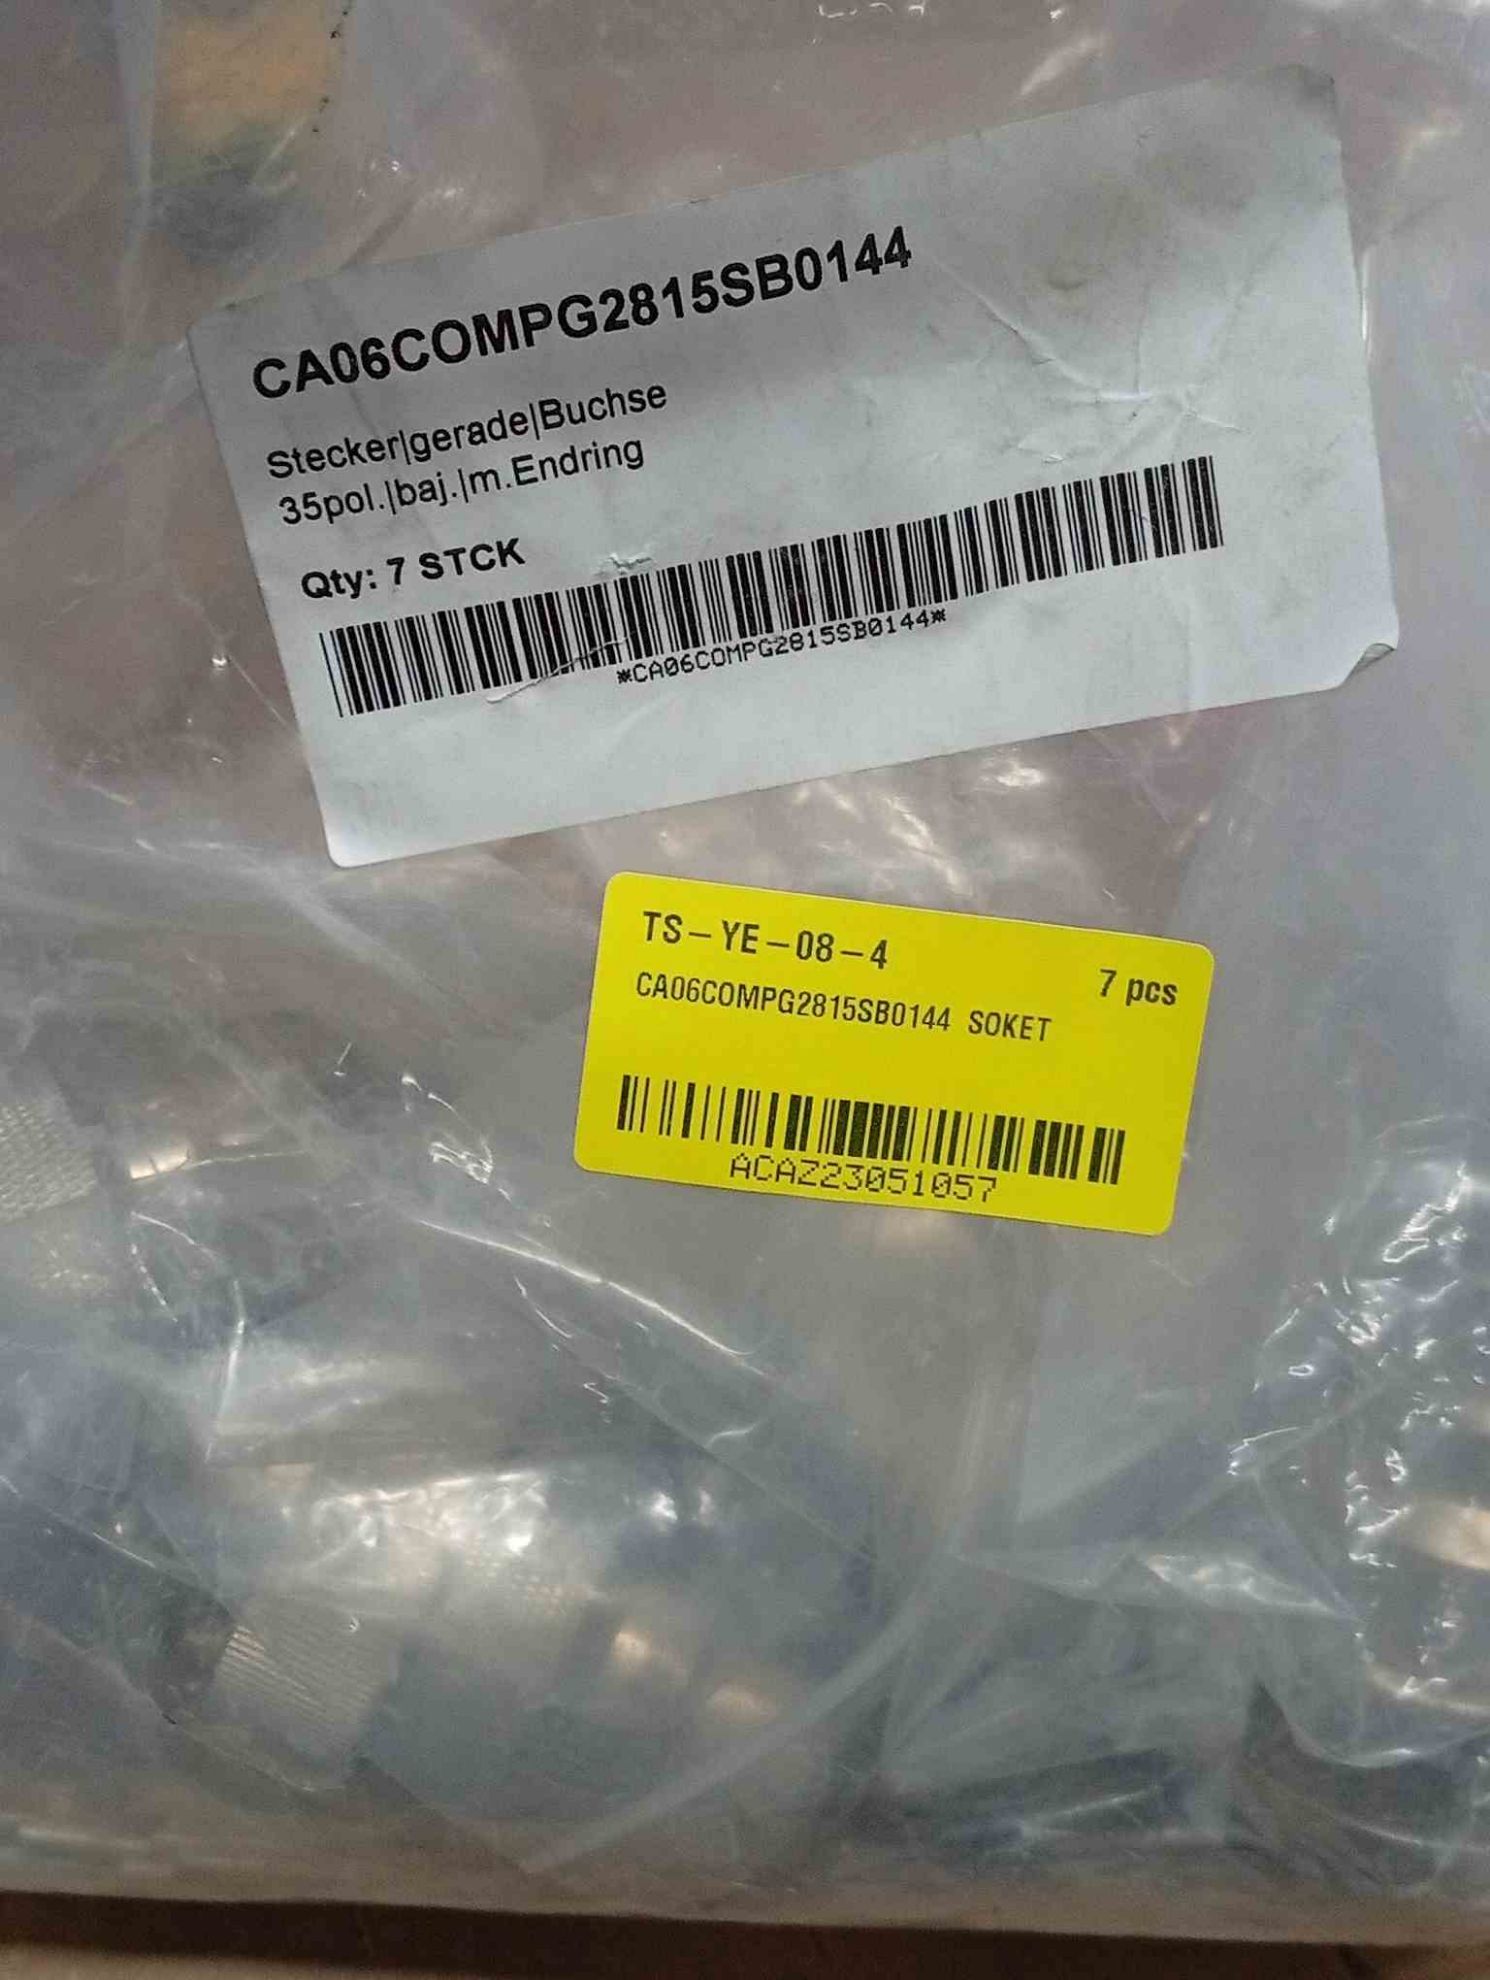 CA06COMPG2815SB0144
Stecker|gerade|Buchse
35pol.|baj.|m.Endring
Qty: 7 STCK
*CA06COMPG2815SB0144*
TS-YE-08-4
7 pcs
CA06COMPG2815SB0144 SOKET
ACAZ23051057